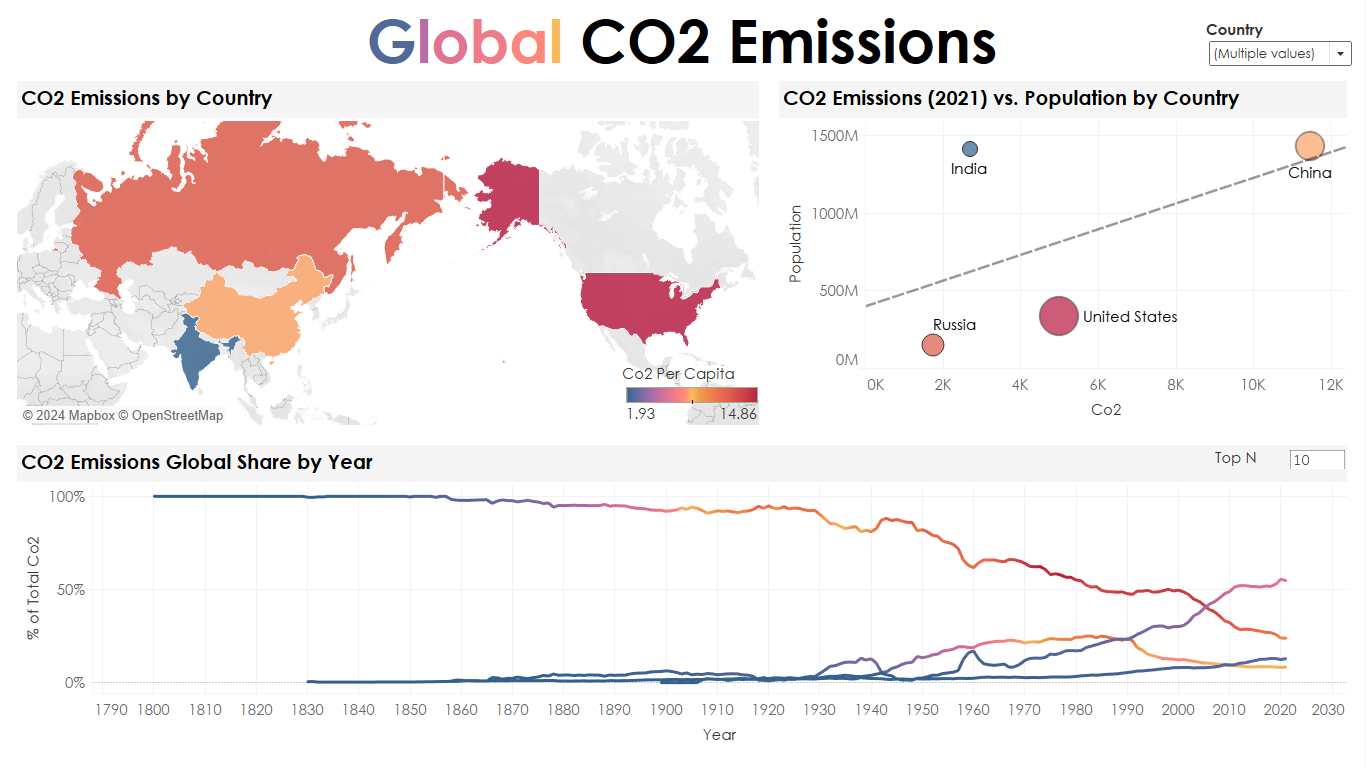 Global CO2 Emissions
Country
(Multiple values)
CO2 Emissions by Country
CO2 Emissions (2021) vs. Population by Country
Co2 Per Capita
1.93
14.86
© 2024 Mapbox © OpenStreetMap
Population
1500M
1000M
500M
0M
India
China
United States
Russia
0K
2K
4K
6K
8K
10K
12K
Co2
CO2 Emissions Global Share by Year
Top N
10
% of Total Co2
100%
50%
0%
1790
1800
1810
1820
1830
1840
1850
1860
1870
1880
1890
1900
1910
1920
1930
1940
1950
1960
1970
1980
1990
2000
2010
2020
2030
Year